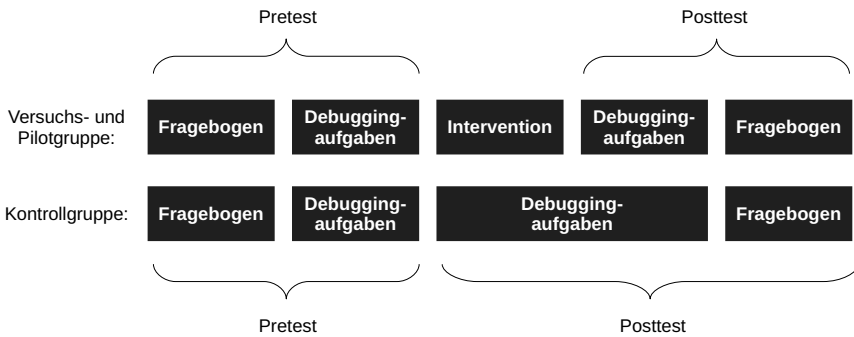 Pretest
Posttest
Versuchs- und
Pilotgruppe:
Fragebogen
Debugging-
aufgaben
Intervention
Debugging-
aufgaben
Fragebogen
Kontrollgruppe:
Fragebogen
Debugging-
aufgaben
Debugging-
aufgaben
Fragebogen
Pretest
Posttest